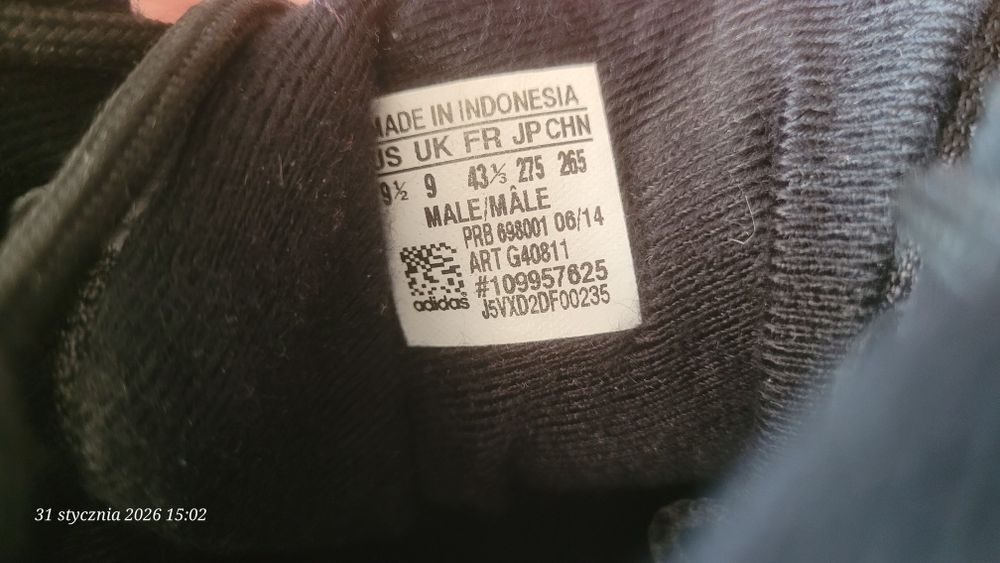 MADE IN INDONESIA
US UK FR JP CHN
9½ 9 43⅓ 275 265
MALE/MÂLE
PRB 698001 06/14
ART G40811
#109957625
adidas J5VXD2DF00235
31 stycznia 2026 15:02